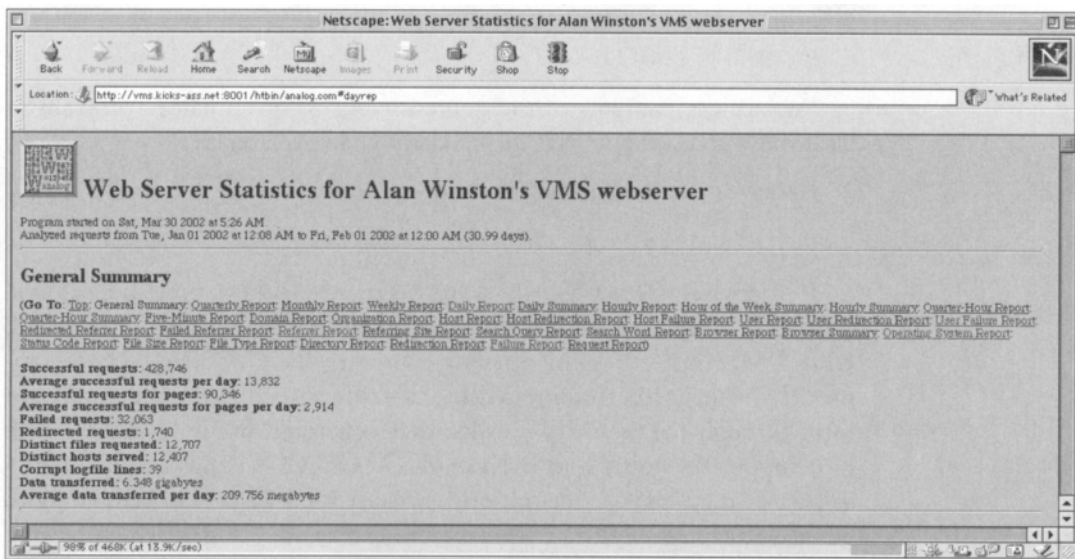 Netscape: Web Server Statistics for Alan Winston's VMS webserver
Back Forward Reload Home Search Netscape Images Print Security Shop Stop
Location: http://vms.kicks-ass.net:8001/htbin/analog.com#dayrep What's Related
Web Server Statistics for Alan Winston's VMS webserver
Program started on Sat, Mar 30 2002 at 5:26 AM.
Analyzed requests from Tue, Jan 01 2002 at 12:08 AM to Fri, Feb 01 2002 at 12:00 AM (30.99 days).
General Summary
(Go To: Top: General Summary: Quarterly Report: Monthly Report: Weekly Report: Daily Report: Daily Summary: Hourly Report: Hour of the Week Summary: Hourly Summary: Quarter-Hour Report:
Quarter-Hour Summary: Five-Minute Report: Domain Report: Organization Report: Host Report: Host Redirection Report: Host Failure Report: User Report: User Redirection Report: User Failure Report:
Redirected Referrer Report: Failed Referrer Report: Referrer Report: Referring Site Report: Search Query Report: Search Word Report: Browser Report: Browser Summary: Operating System Report:
Status Code Report: File Size Report: File Type Report: Directory Report: Redirection Report: Failure Report: Request Report)
Successful requests: 428,746
Average successful requests per day: 13,832
Successful requests for pages: 90,346
Average successful requests for pages per day: 2,914
Failed requests: 32,063
Redirected requests: 1,740
Distinct files requested: 12,707
Distinct hosts served: 12,407
Corrupt logfile lines: 39
Data transferred: 6.348 gigabytes
Average data transferred per day: 209.756 megabytes
98% of 468K (at 13.9K/sec)